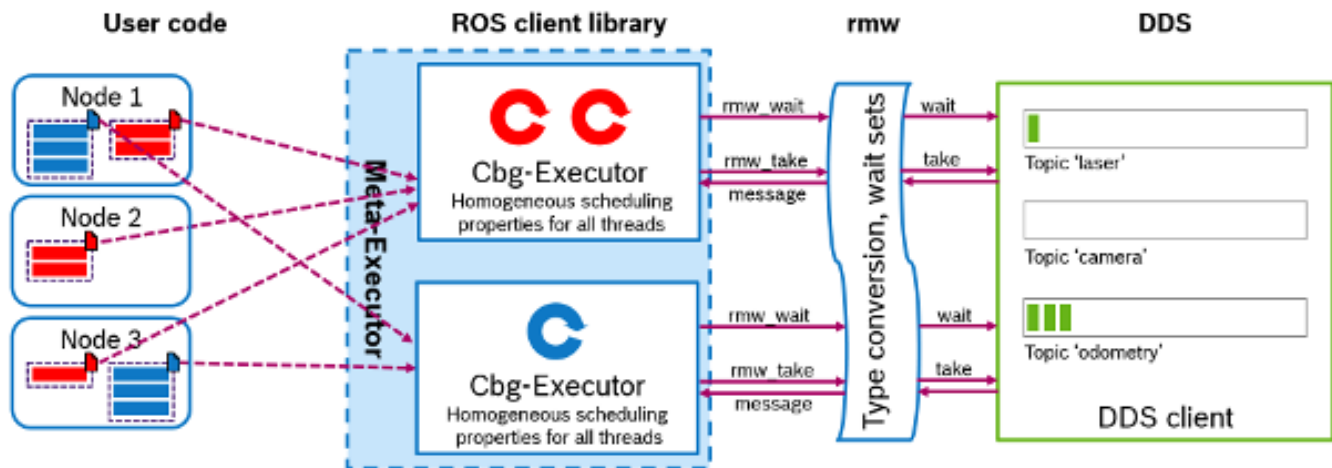 User code
ROS client library
rmw
DDS
Node 1
Node 2
Node 3
Meta-Executor
Cbg-Executor
Homogeneous scheduling
properties for all threads
Cbg-Executor
Homogeneous scheduling
properties for all threads
rmw_wait
rmw_take
message
rmw_wait
rmw_take
message
Type conversion, wait sets
wait
take
wait
take
Topic 'laser'
Topic 'camera'
Topic 'odometry'
DDS client